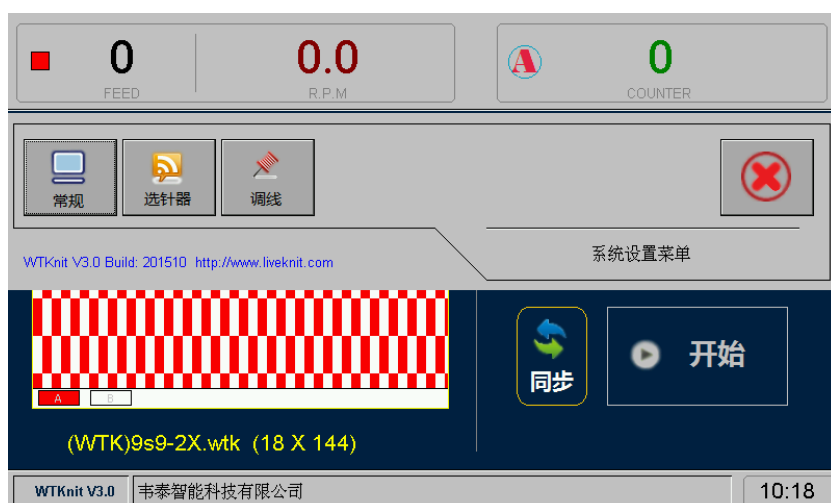 0
FEED
0.0
R.P.M
A
0
COUNTER
常规
选针器
调线
WTKnit V3.0 Build: 201510 http://www.liveknit.com
系统设置菜单
A
B
同步
开始
(WTK)9s9-2X.wtk (18 X 144)
WTKnit V3.0
韦泰智能科技有限公司
10:18